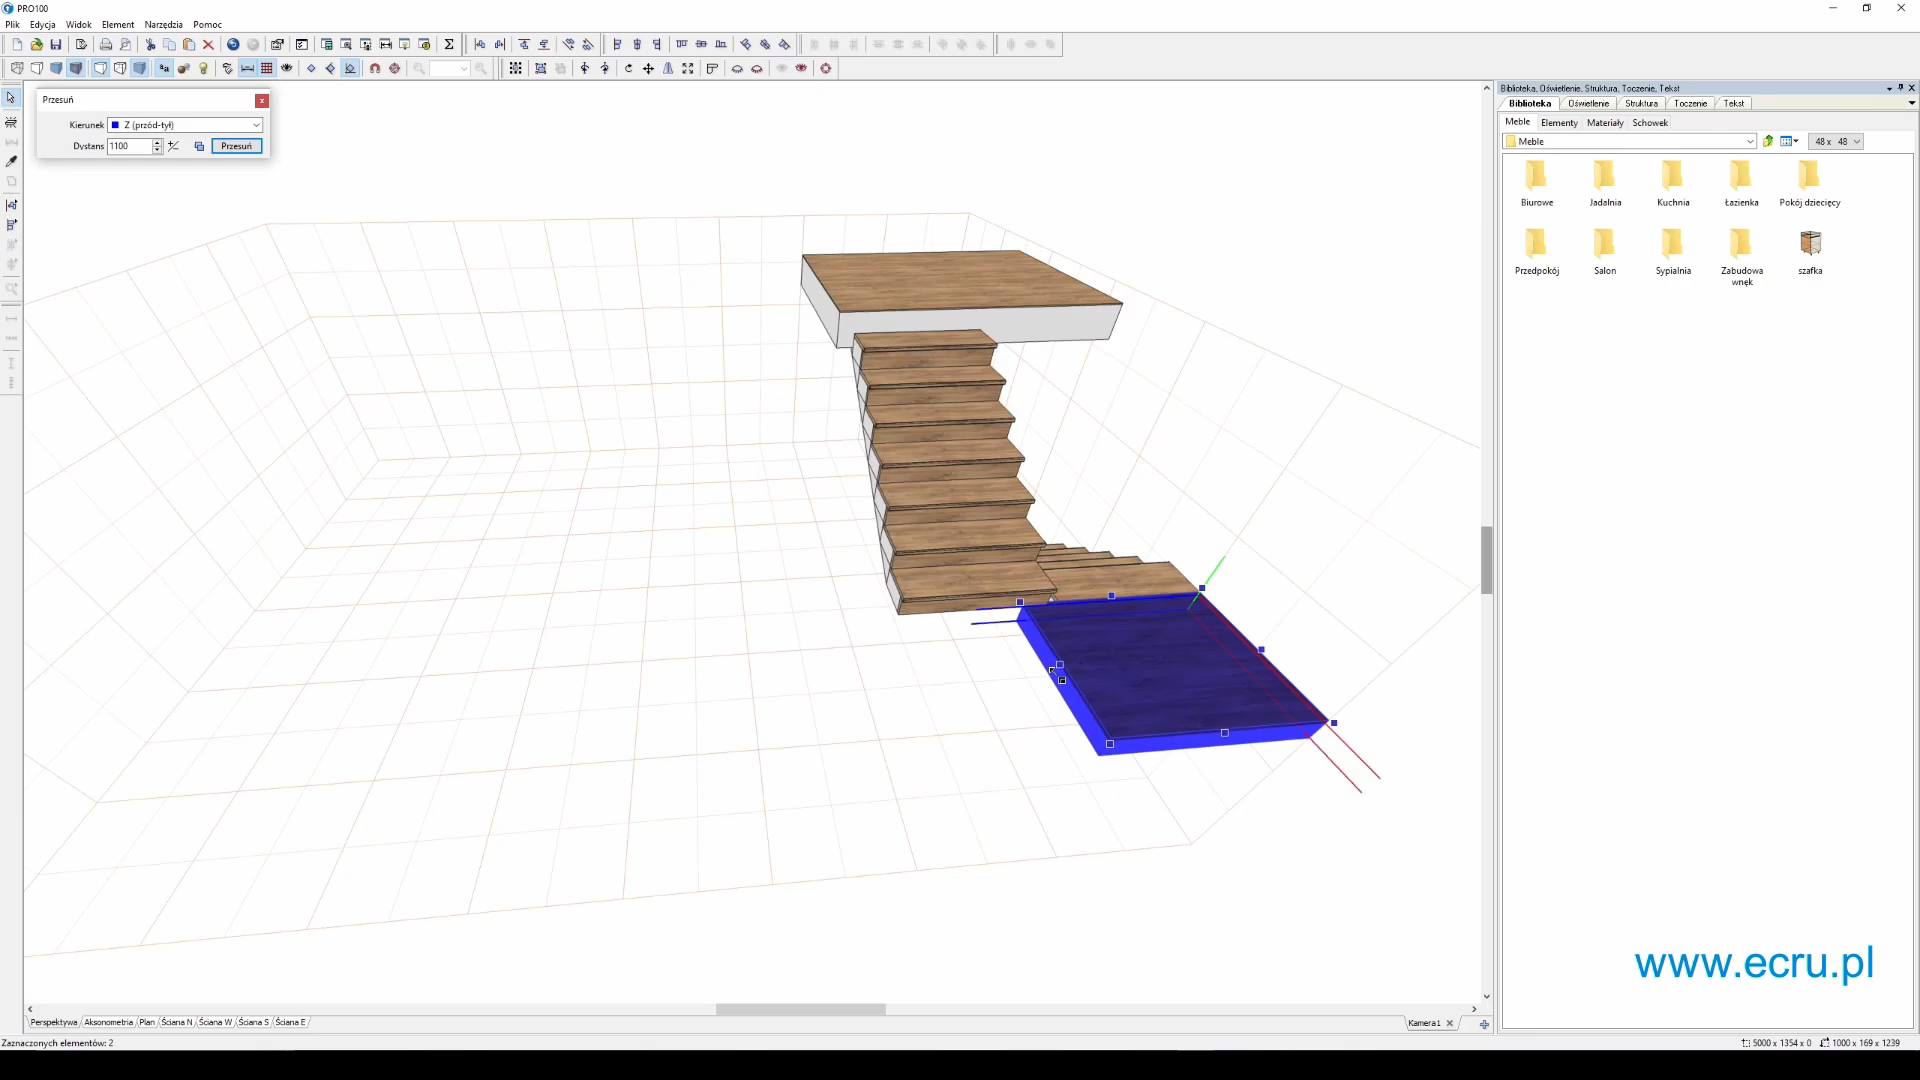 PRO100
Plik Edycja Widok Element Narzędzia Pomoc
Przesuń
Kierunek Z (przód-tył)
Dystans 1100 Przesuń
Biblioteka, Oświetlenie, Struktura, Toczenie, Tekst
Biblioteka Oświetlenie Struktura Toczenie Tekst
Meble Elementy Materiały Schowek
Meble 48 x 48
Biurowe Jadalnia Kuchnia Łazienka Pokój dziecięcy
Przedpokój Salon Sypialnia Zabudowa wnęk szafka
www.ecru.pl
Perspektywa Aksonometria Plan Ściana N Ściana W Ściana S Ściana E
Kamera1
Zaznaczonych elementów: 2
5000 x 1354 x 0 1000 x 169 x 1239